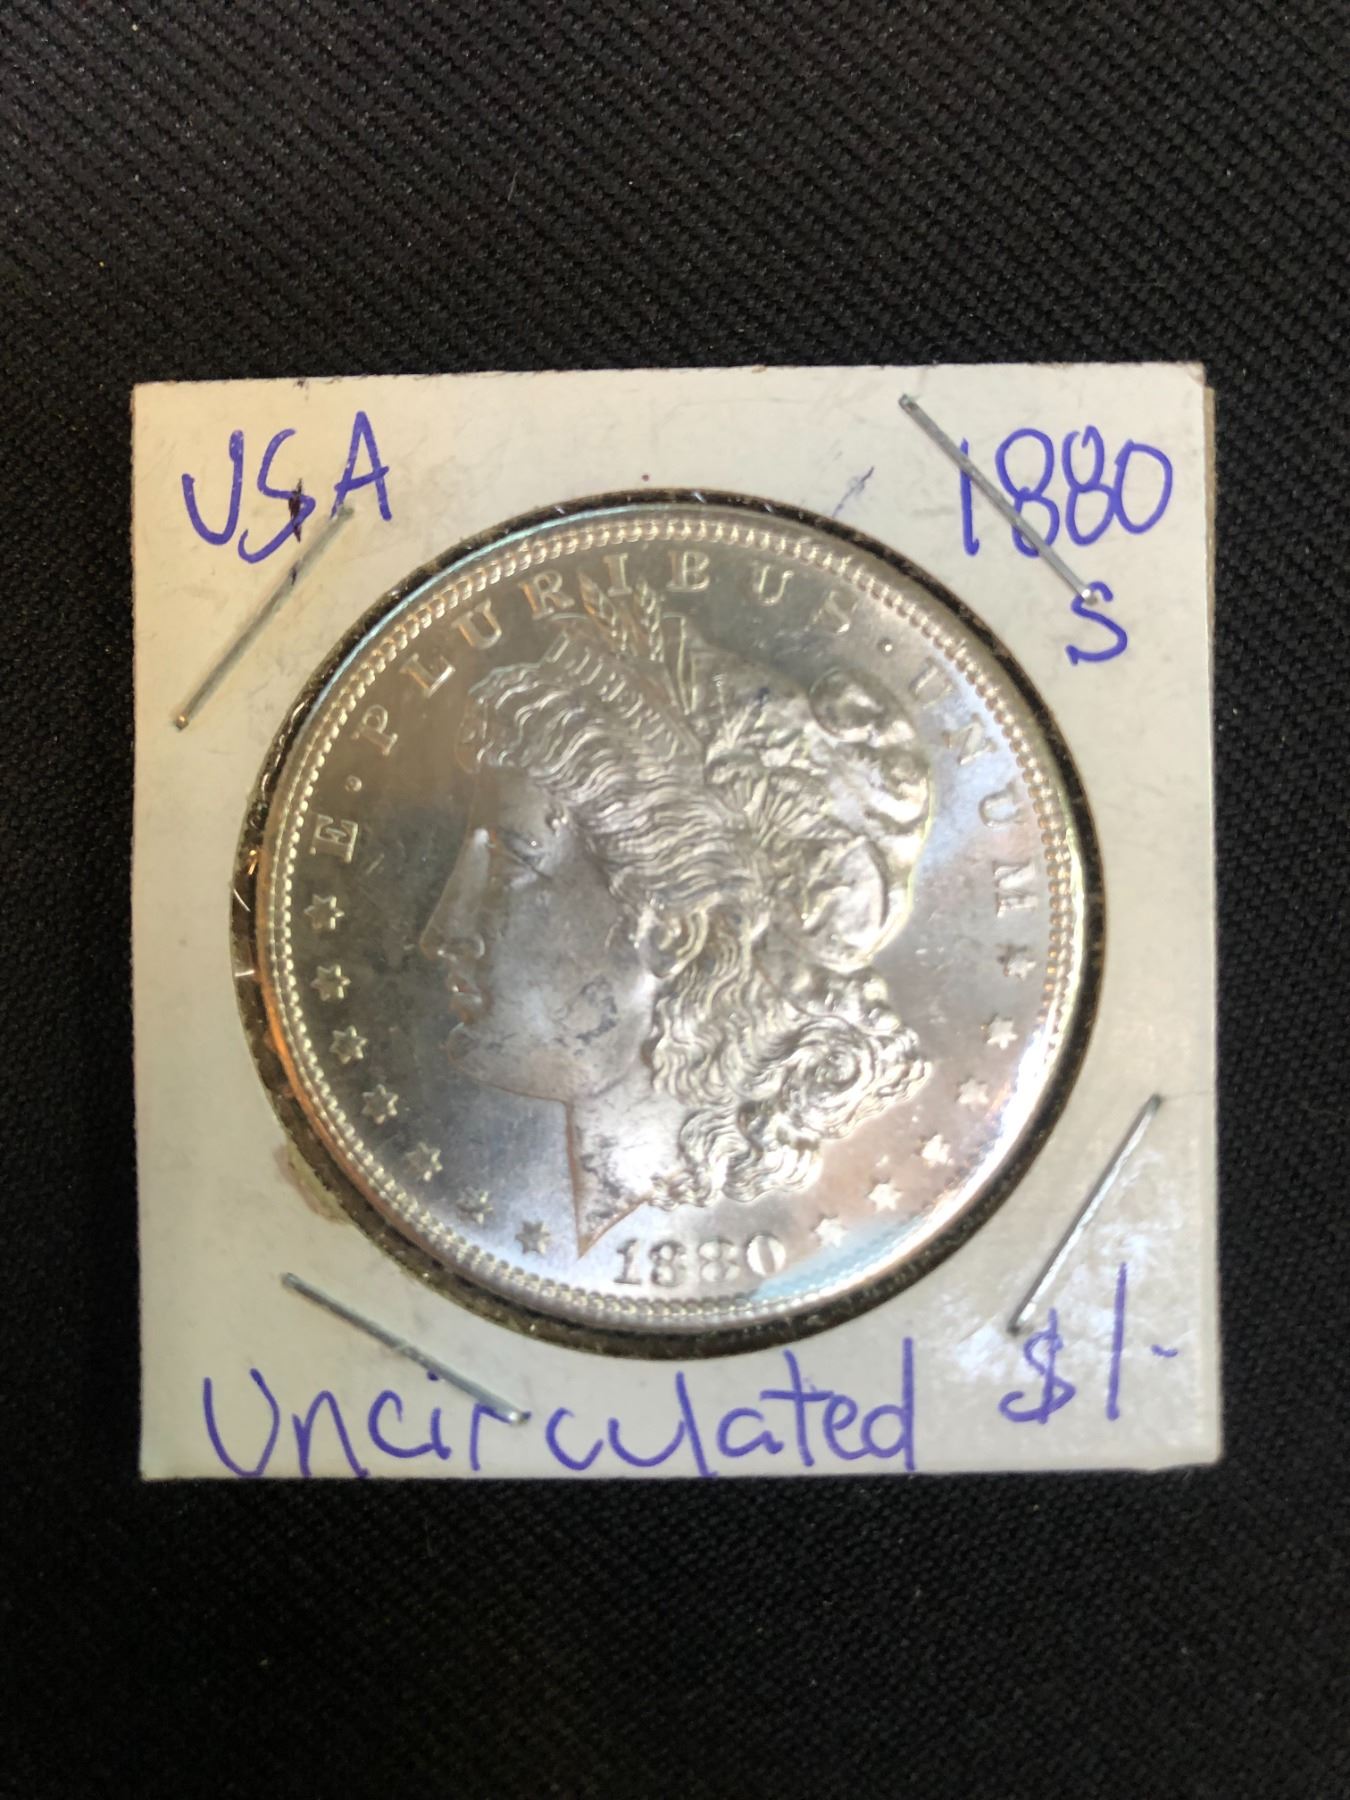 USA 1880
S
E · PLURIBUS · UNUM
LIBERTY
1880
Uncirculated $1-